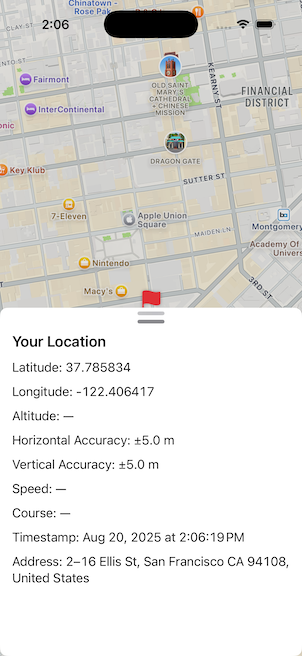 Chinatown -
Rose Pak
2:06
CLAY ST
Fairmont
OLD SAINT
MARY'S
CATHEDRAL
+ CHINESE
MISSION
KEARNY ST
FINANCIAL
DISTRICT
InterContinental
onic
DRAGON GATE
Key Klub
SUTTER ST
7-Eleven
Apple Union
Square
MAIDEN LN
Montgomery
Academy Of
Univers
Nintendo
3RD ST
Macy's
Your Location
Latitude: 37.785834
Longitude: -122.406417
Altitude: —
Horizontal Accuracy: ±5.0 m
Vertical Accuracy: ±5.0 m
Speed: —
Course: —
Timestamp: Aug 20, 2025 at 2:06:19 PM
Address: 2–16 Ellis St, San Francisco CA 94108,
United States